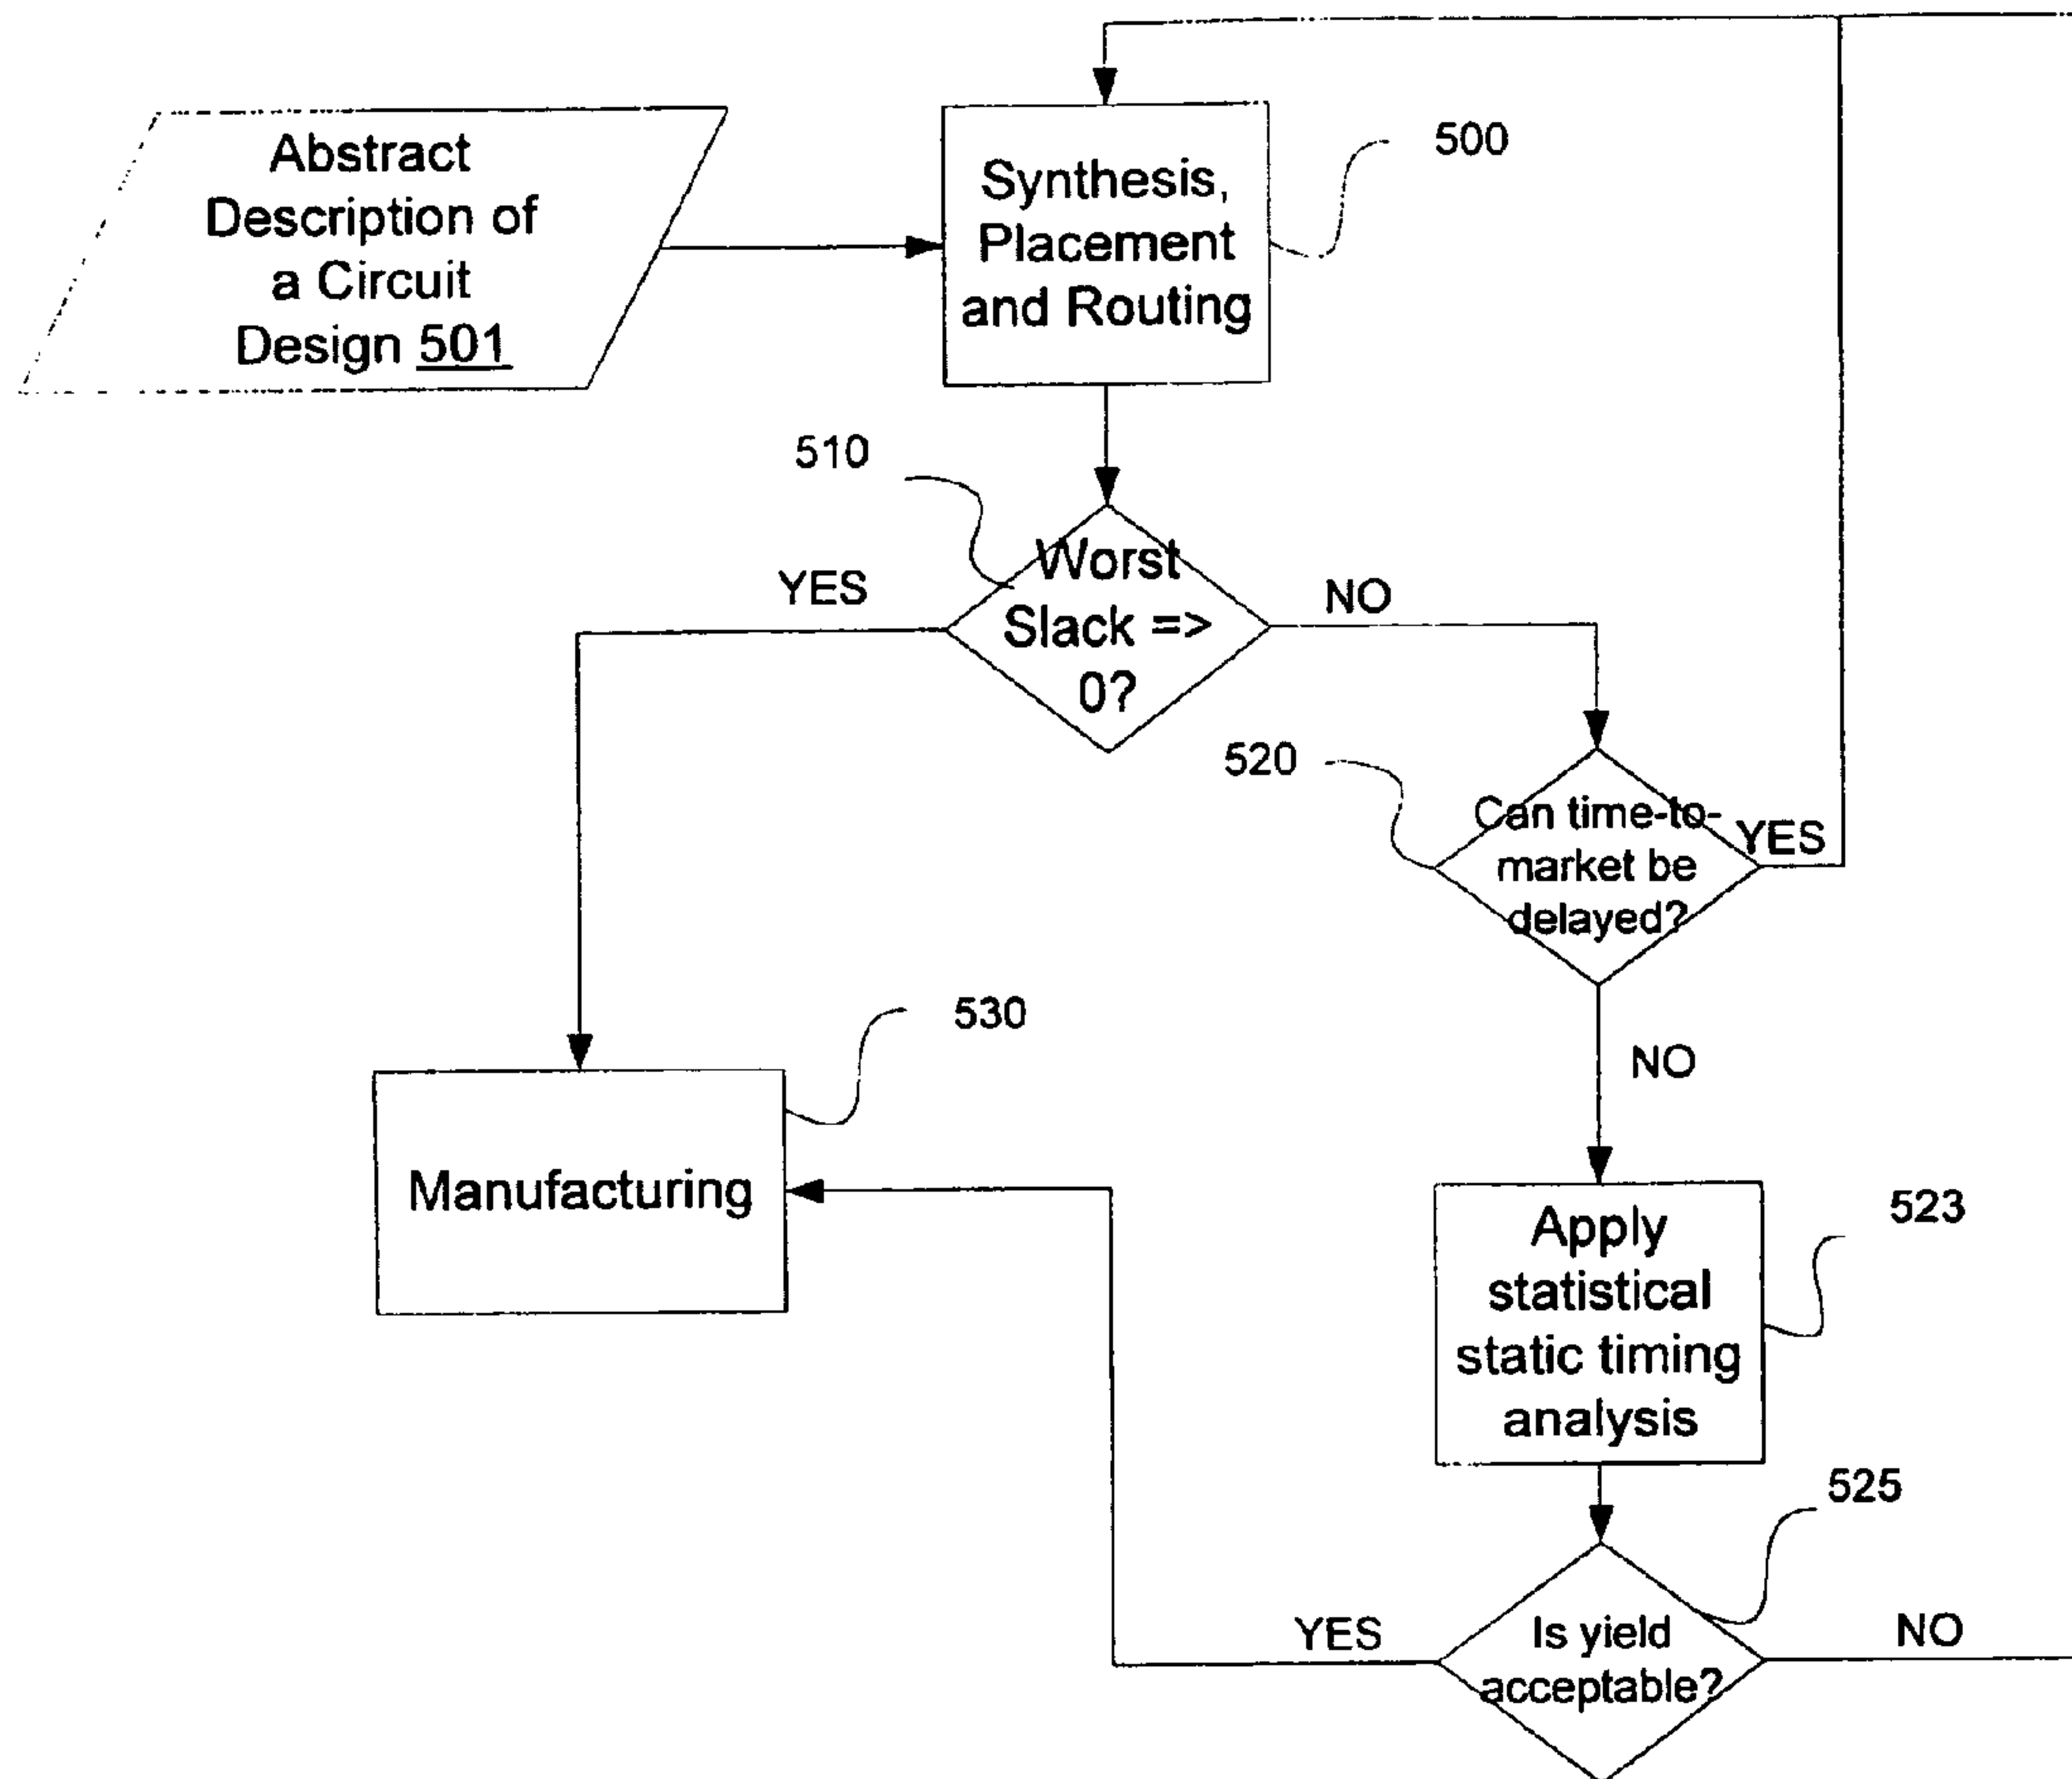 Abstract
Description of
a Circuit
Design 501
Synthesis,
Placement
and Routing
500
510
Worst
Slack =>
0?
YES
NO
520
Can time-to-
market be
delayed?
YES
NO
530
Manufacturing
Apply
statistical
static timing
analysis
523
525
Is yield
acceptable?
YES
NO